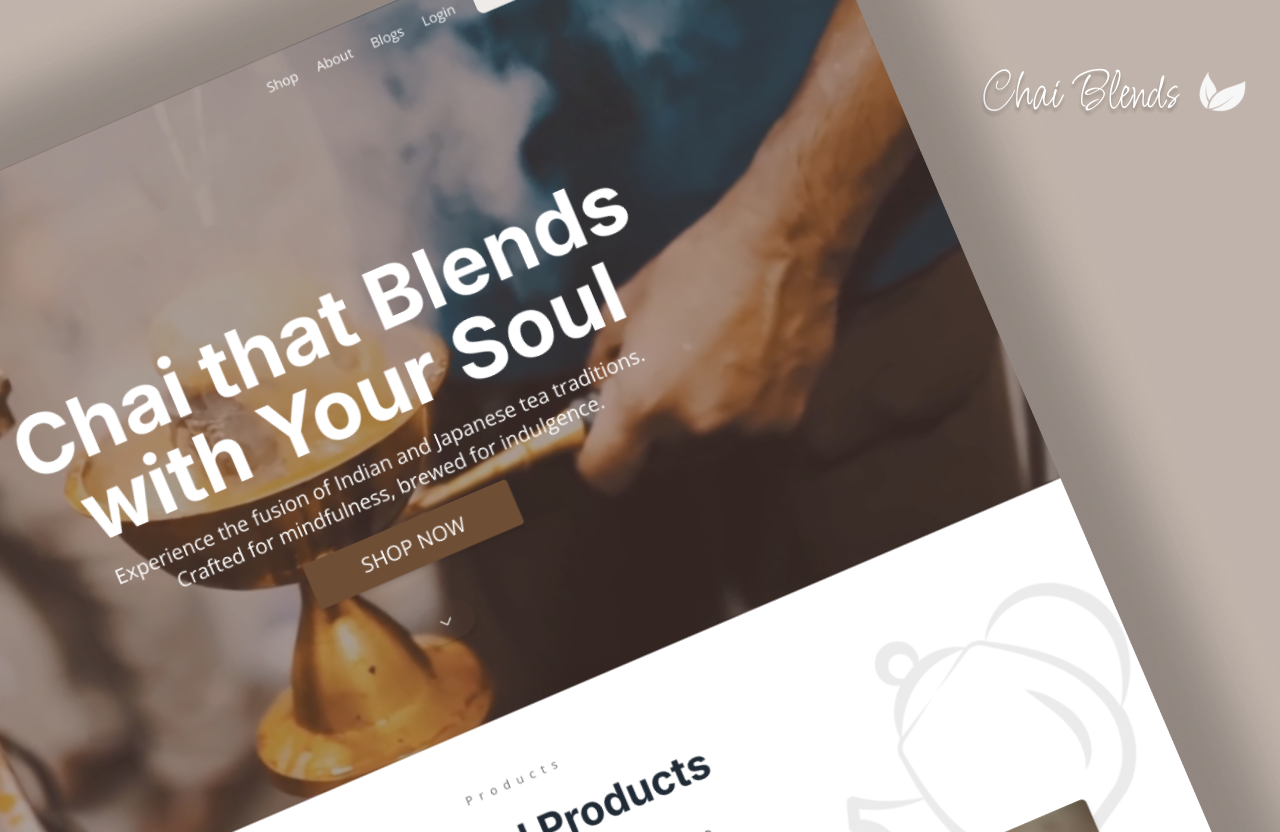 Shop About Blogs Login
Chai Blends
Chai that Blends
with Your Soul
Experience the fusion of Indian and Japanese tea traditions.
Crafted for mindfulness, brewed for indulgence.
SHOP NOW
Products
Products